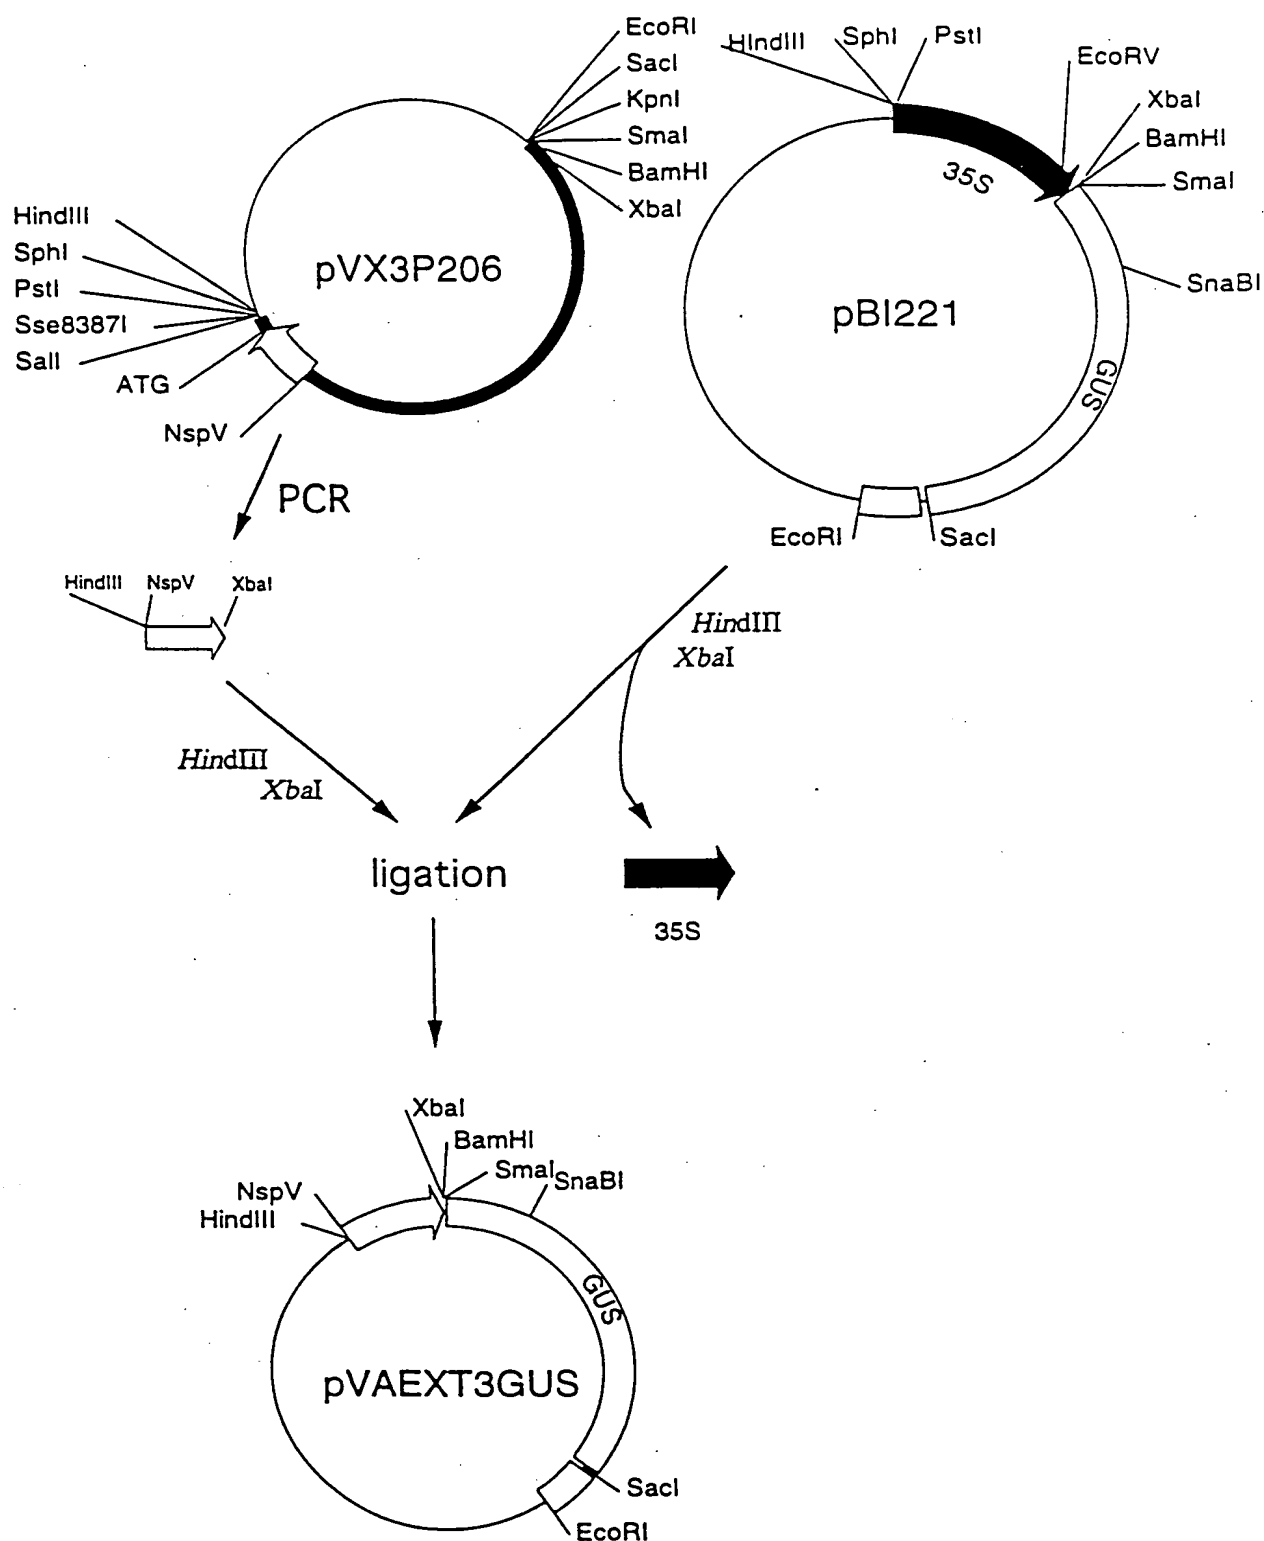 EcoRI
SacI
KpnI
SmaI
BamHI
XbaI
HindIII
SphI
PstI
Sse8387I
SalI
ATG
NspV
pVX3P206
HindIII
SphI
PstI
EcoRV
XbaI
BamHI
SmaI
SnaBI
35S
pBI221
GUS
EcoRI
SacI
PCR
HindIII
NspV
XbaI
HindIII
XbaI
HindIII
XbaI
ligation
35S
XbaI
BamHI
SmaI
SnaBI
NspV
HindIII
GUS
pVAEXT3GUS
SacI
EcoRI